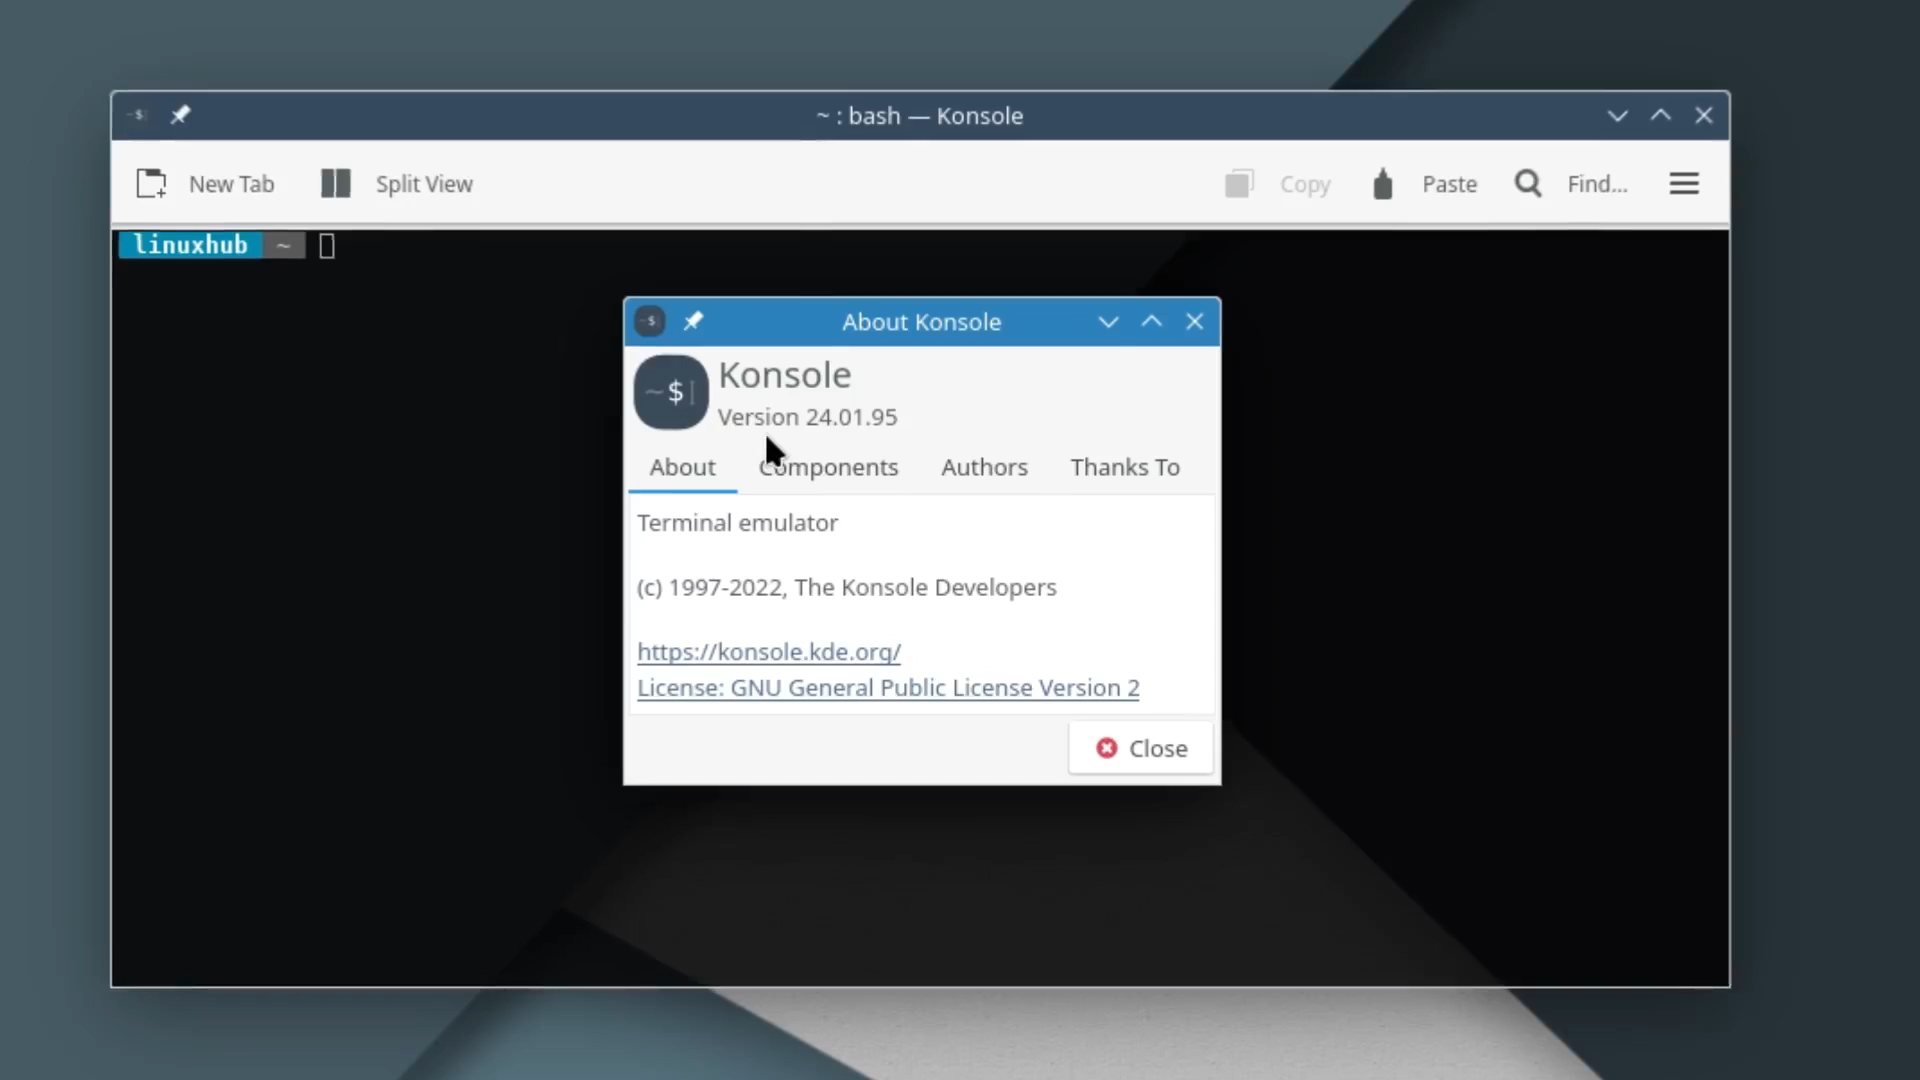 ~ : bash — Konsole
New Tab Split View Copy Paste Find...
linuxhub ~
About Konsole
~$
Konsole
Version 24.01.95
About Components Authors Thanks To
Terminal emulator
(c) 1997-2022, The Konsole Developers
https://konsole.kde.org/
License: GNU General Public License Version 2
Close